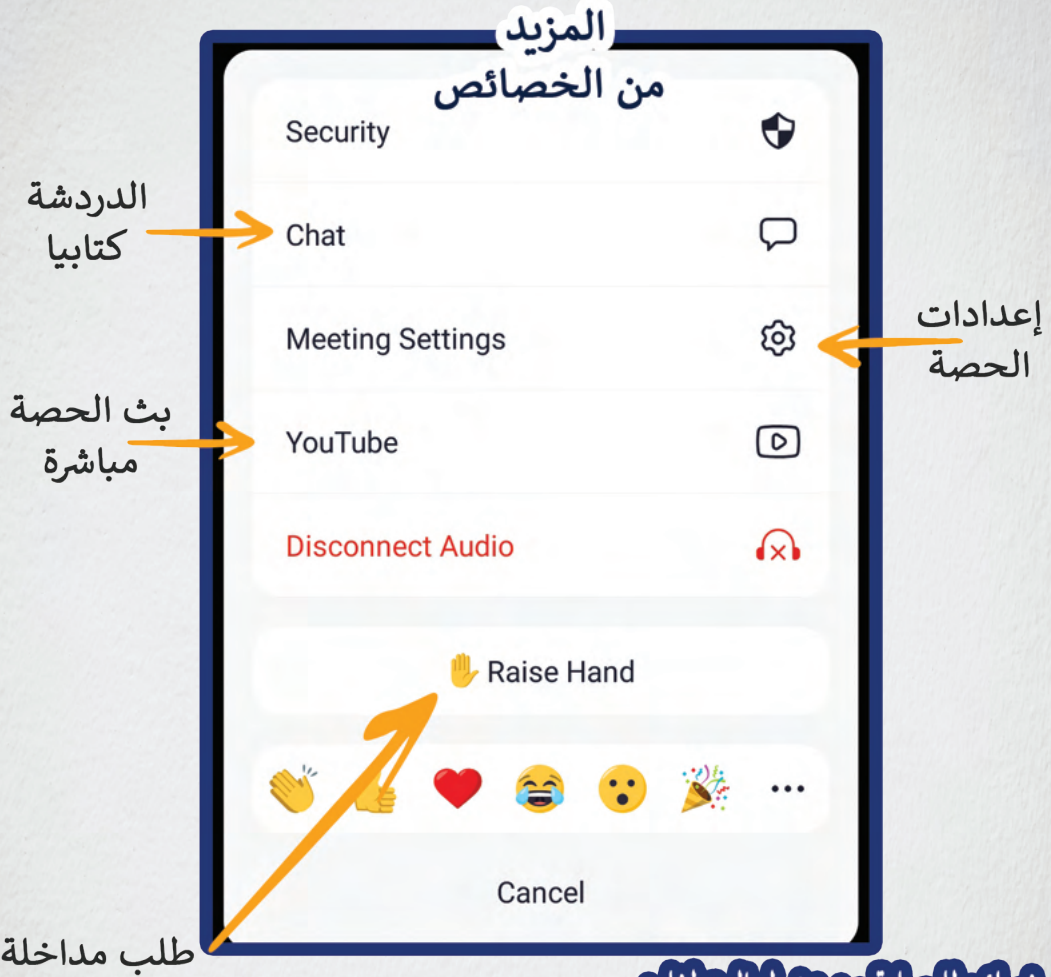 المزيد
من الخصائص
Security
الدردشة
كتابيا
Chat
Meeting Settings
إعدادات
الحصة
بث الحصة
مباشرة
YouTube
Disconnect Audio
Raise Hand
Cancel
طلب مداخلة